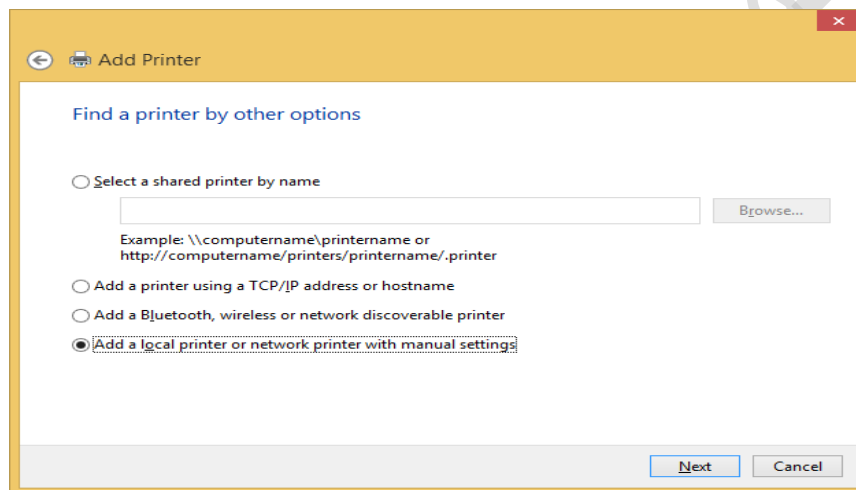 Add Printer
Find a printer by other options
Select a shared printer by name
Browse...
Example: \\computername\printername or
http://computername/printers/printername/.printer
Add a printer using a TCP/IP address or hostname
Add a Bluetooth, wireless or network discoverable printer
Add a local printer or network printer with manual settings
Next Cancel